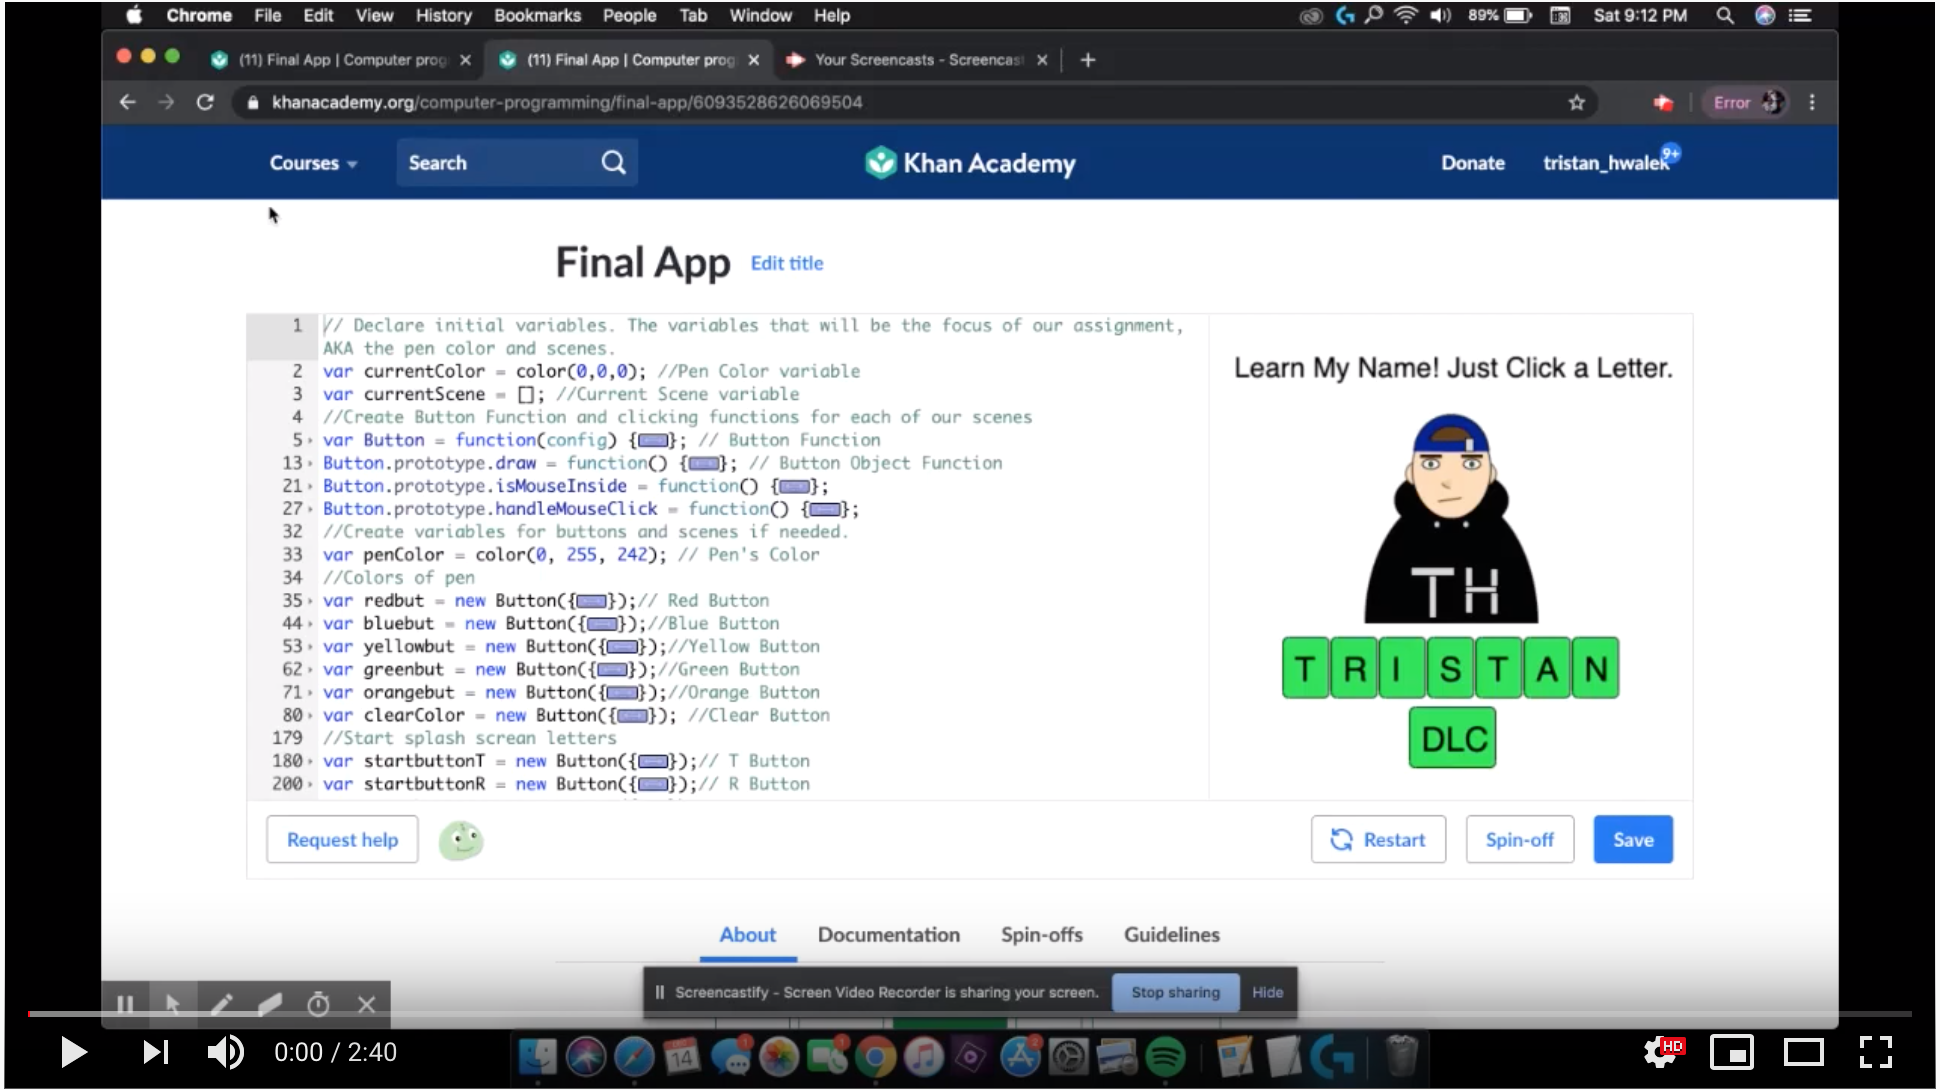 Chrome File Edit View History Bookmarks People Tab Window Help 89% Sat 9:12 PM
(11) Final App | Computer prog (11) Final App | Computer prog Your Screencasts - Screencast
khanacademy.org/computer-programming/final-app/6093528626069504 Error
Courses Search Khan Academy Donate tristan_hwalek 9+
Final App Edit title
1 // Declare initial variables. The variables that will be the focus of our assignment,
AKA the pen color and scenes.
2 var currentColor = color(0,0,0); //Pen Color variable
3 var currentScene = []; //Current Scene variable
4 //Create Button Function and clicking functions for each of our scenes
5 var Button = function(config) {}; // Button Function
13 Button.prototype.draw = function() {}; // Button Object Function
21 Button.prototype.isMouseInside = function() {};
27 Button.prototype.handleMouseClick = function() {};
32 //Create variables for buttons and scenes if needed.
33 var penColor = color(0, 255, 242); // Pen's Color
34 //Colors of pen
35 var redbut = new Button({});// Red Button
44 var bluebut = new Button({});//Blue Button
53 var yellowbut = new Button({});//Yellow Button
62 var greenbut = new Button({});//Green Button
71 var orangebut = new Button({});//Orange Button
80 var clearColor = new Button({}); //Clear Button
179 //Start splash screan letters
180 var startbuttonT = new Button({});// T Button
200 var startbuttonR = new Button({});// R Button
Learn My Name! Just Click a Letter.
TH
T R I S T A N
DLC
Request help Restart Spin-off Save
About Documentation Spin-offs Guidelines
Screencastify - Screen Video Recorder is sharing your screen. Stop sharing Hide
0:00 / 2:40 14 HD